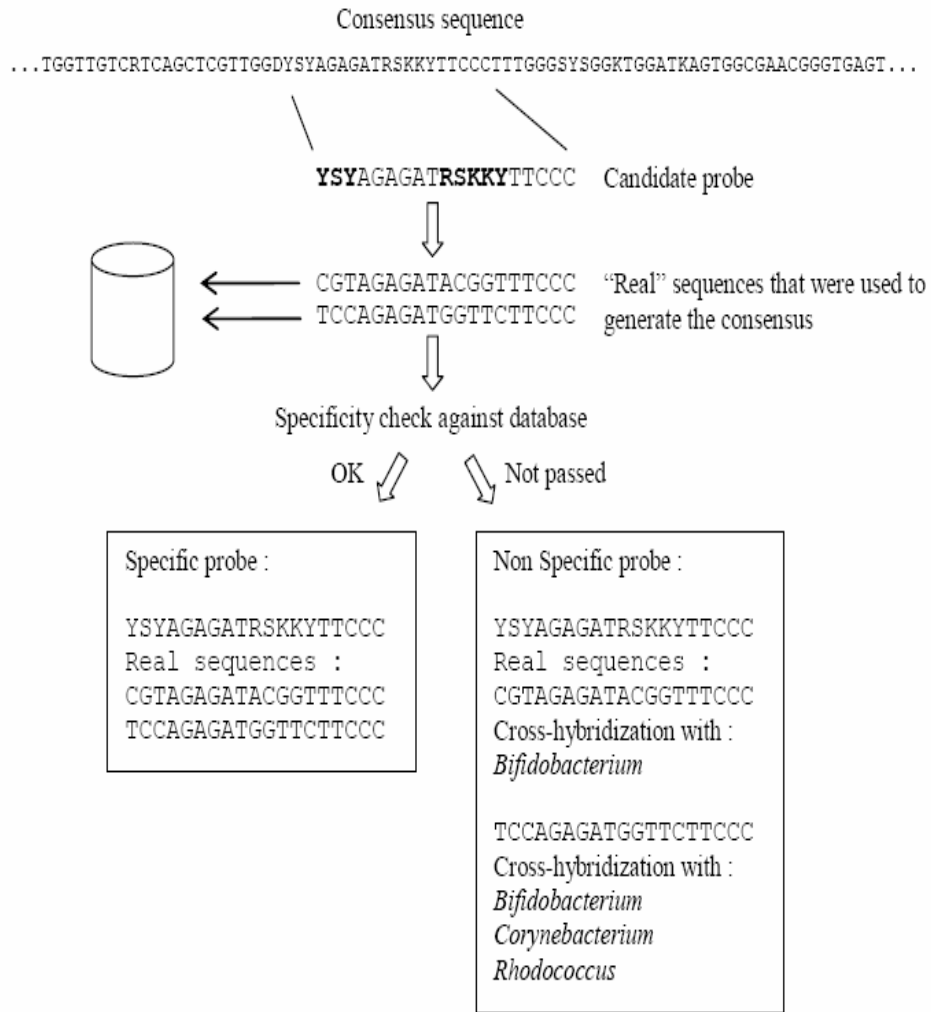 Consensus sequence
...TGGTTGTCRTCAGCTCGTTGGDYSYAGAGATRSKKYTTCCCTTTGGGSYSGGKTGGATKAGTGGCGAACGGGTGAGT...
YSYAGAGATRSKKYTTCCC Candidate probe
CGTAGAGATACGGTTTCCC "Real" sequences that were used to
TCCAGAGATGGTTCTTCCC generate the consensus
Specificity check against database
OK Not passed
Specific probe :
YSYAGAGATRSKKYTTCCC
Real sequences :
CGTAGAGATACGGTTTCCC
TCCAGAGATGGTTCTTCCC
Non Specific probe :
YSYAGAGATRSKKYTTCCC
Real sequences :
CGTAGAGATACGGTTTCCC
Cross-hybridization with :
Bifidobacterium
TCCAGAGATGGTTCTTCCC
Cross-hybridization with :
Bifidobacterium
Corynebacterium
Rhodococcus